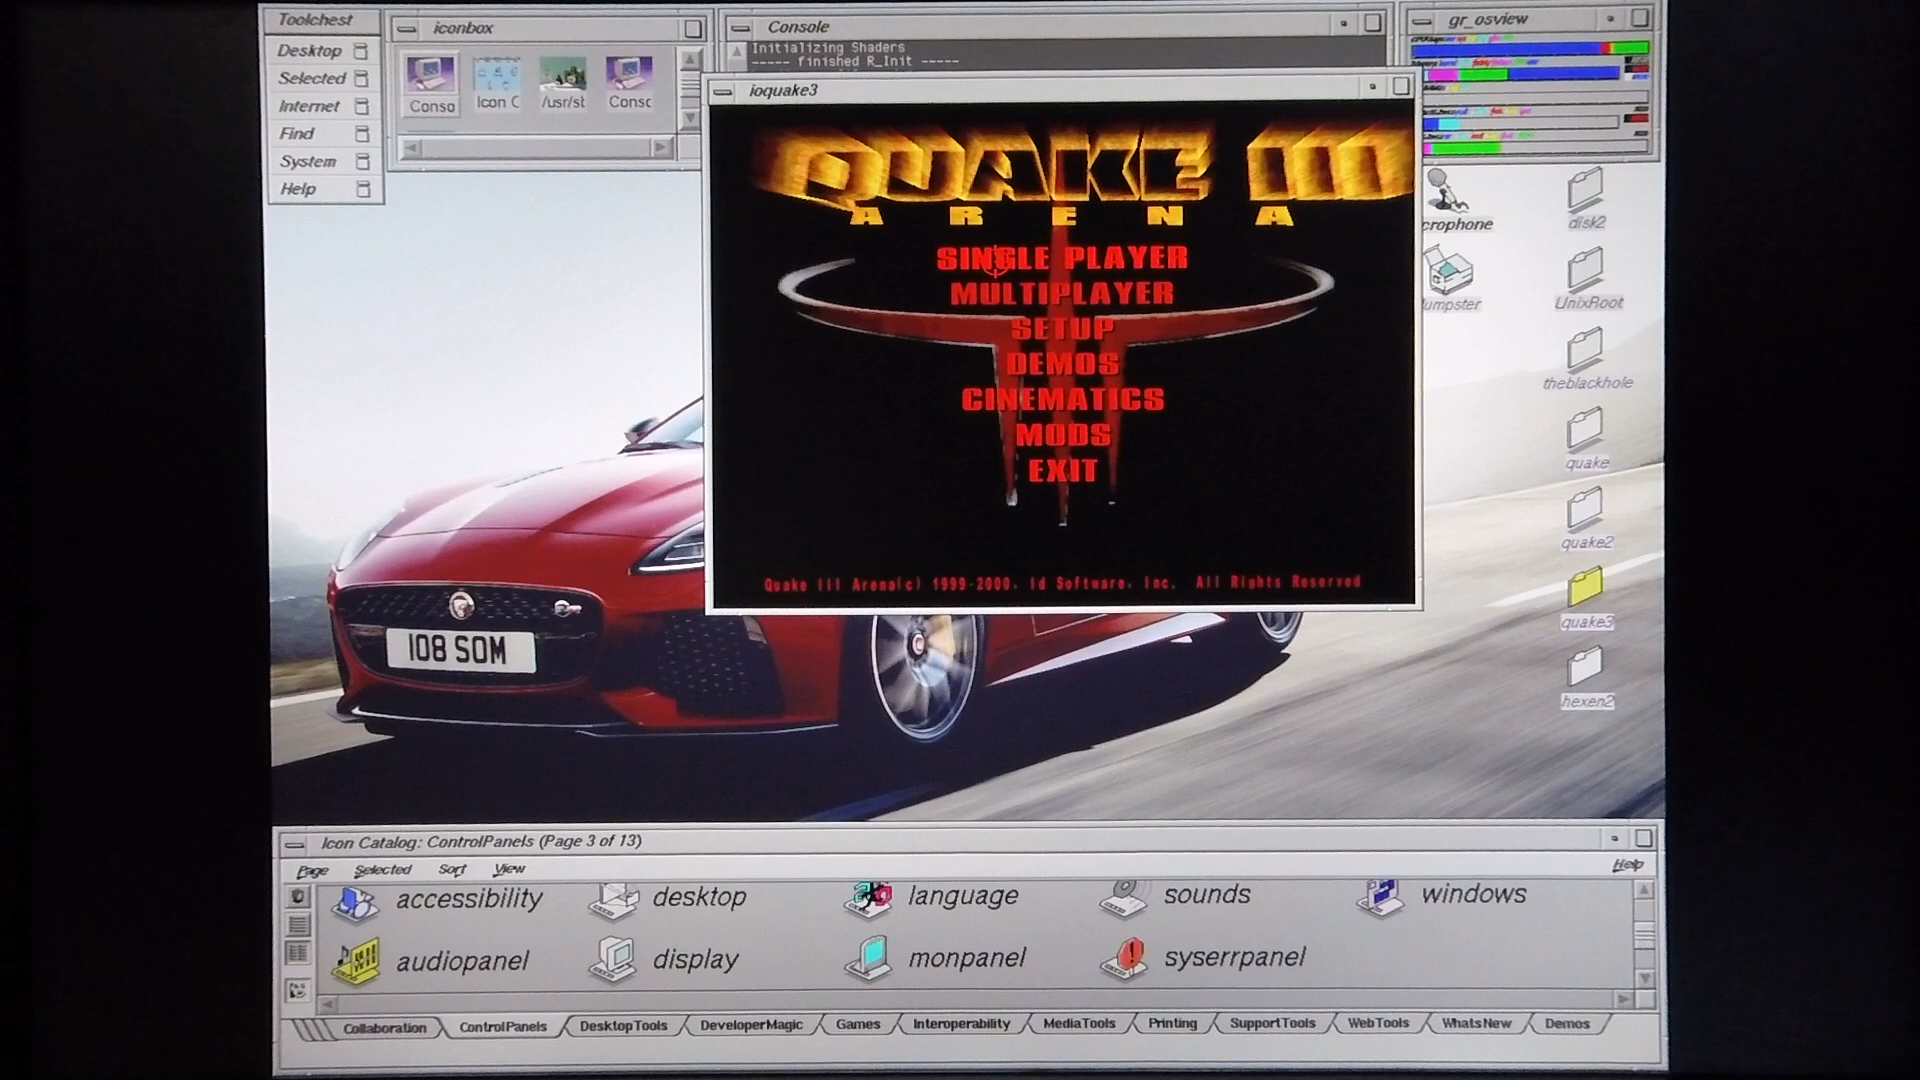 Toolchest
Desktop
Selected
Internet
Find
System
Help
iconbox
Conso
Icon C
/usr/st
Consc
Console
Initializing Shaders
----- finished R_Init -----
gr_osview
ioquake3
QUAKE III
ARENA
SINGLE PLAYER
MULTIPLAYER
SETUP
DEMOS
CINEMATICS
MODS
EXIT
Quake III Arena(c) 1999-2000, Id Software, Inc. All Rights Reserved
crophone
disk2
umpster
UnixRoot
theblackhole
quake
quake2
quake3
hexen2
108 SOM
Icon Catalog: ControlPanels (Page 3 of 13)
Page Selected Sort View Help
accessibility desktop language sounds windows
audiopanel display monpanel syserrpanel
Collaboration ControlPanels DesktopTools DeveloperMagic Games Interoperability MediaTools Printing SupportTools WebTools WhatsNew Demos